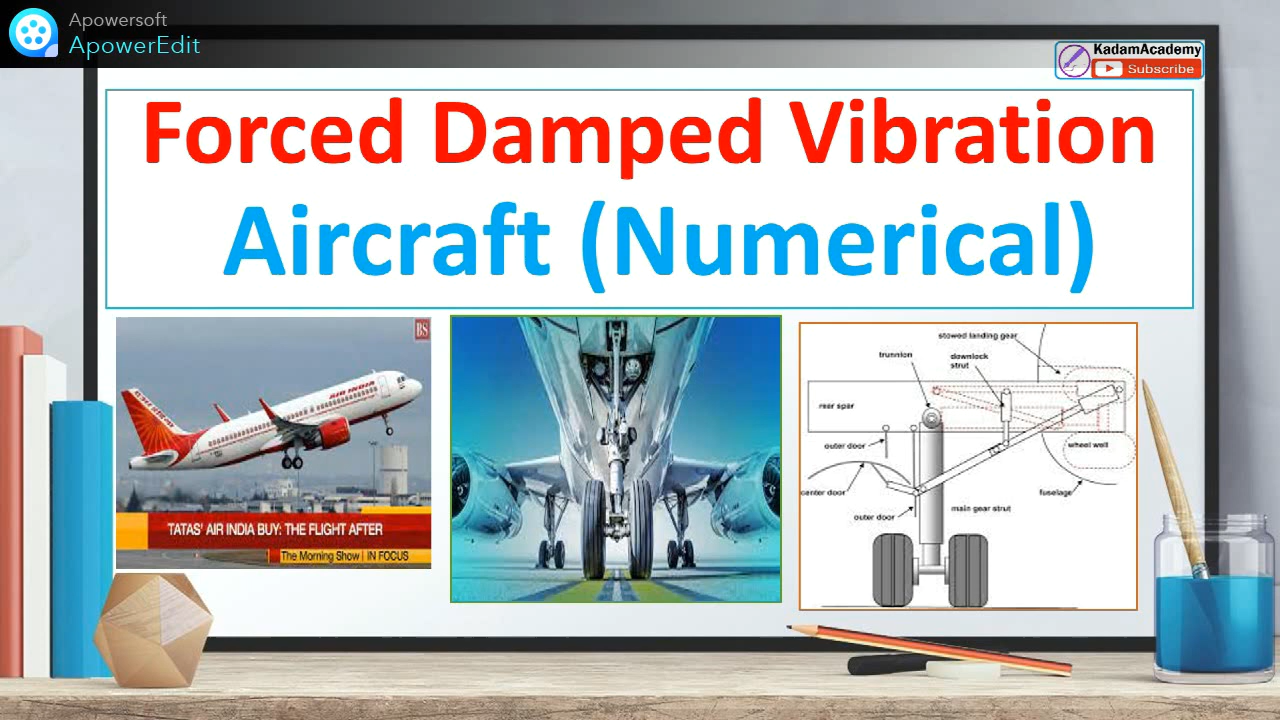 Apowersoft
ApowerEdit
KadamAcademy
Subscribe
Forced Damped Vibration
Aircraft (Numerical)
BS
AIR INDIA
TATAS' AIR INDIA BUY: THE FLIGHT AFTER
The Morning Show | IN FOCUS
stowed landing gear
trunnion
downlock
strut
rear spar
outer door
wheel well
center door
fuselage
outer door
main gear strut